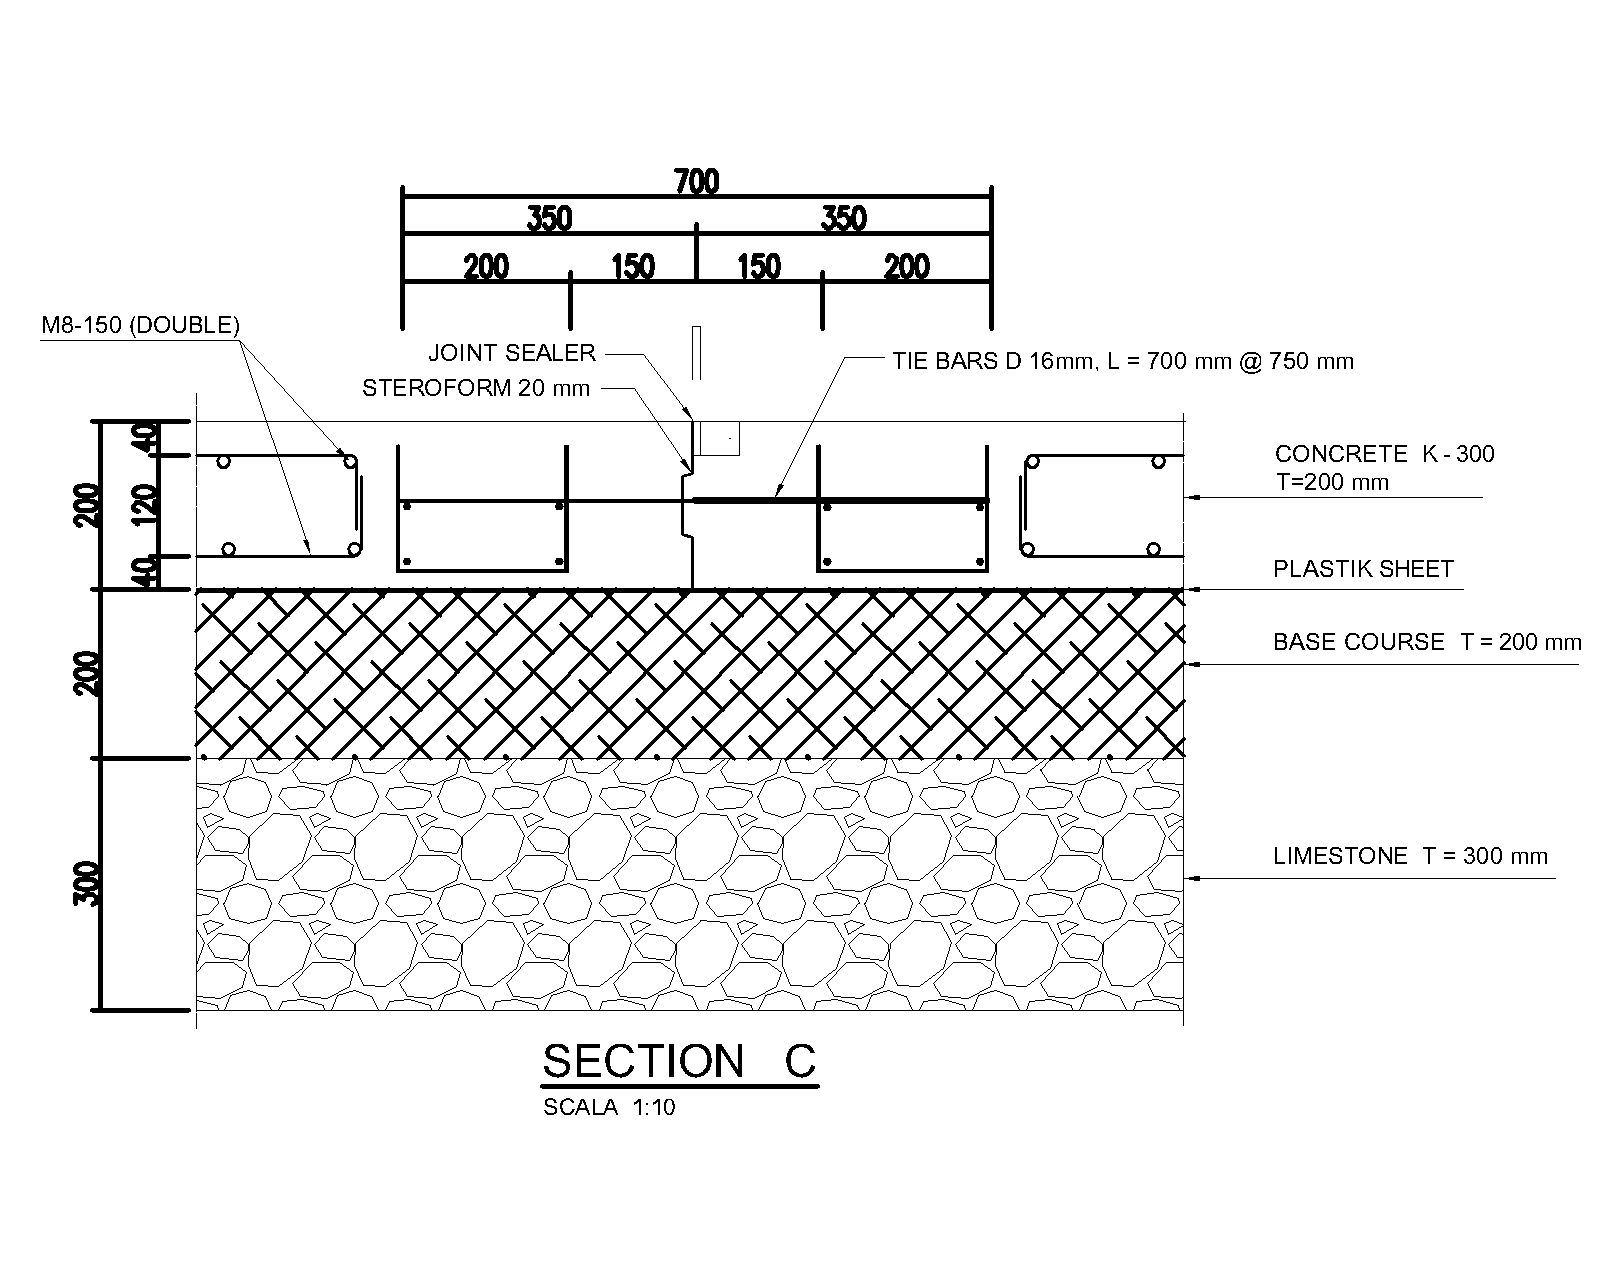 700
350 350
200 150 150 200
M8-150 (DOUBLE)
JOINT SEALER
TIE BARS D 16mm, L = 700 mm @ 750 mm
STEROFORM 20 mm
40
120
40
200
200
300
CONCRETE K - 300
T=200 mm
PLASTIK SHEET
BASE COURSE T = 200 mm
LIMESTONE T = 300 mm
SECTION C
SCALA 1:10